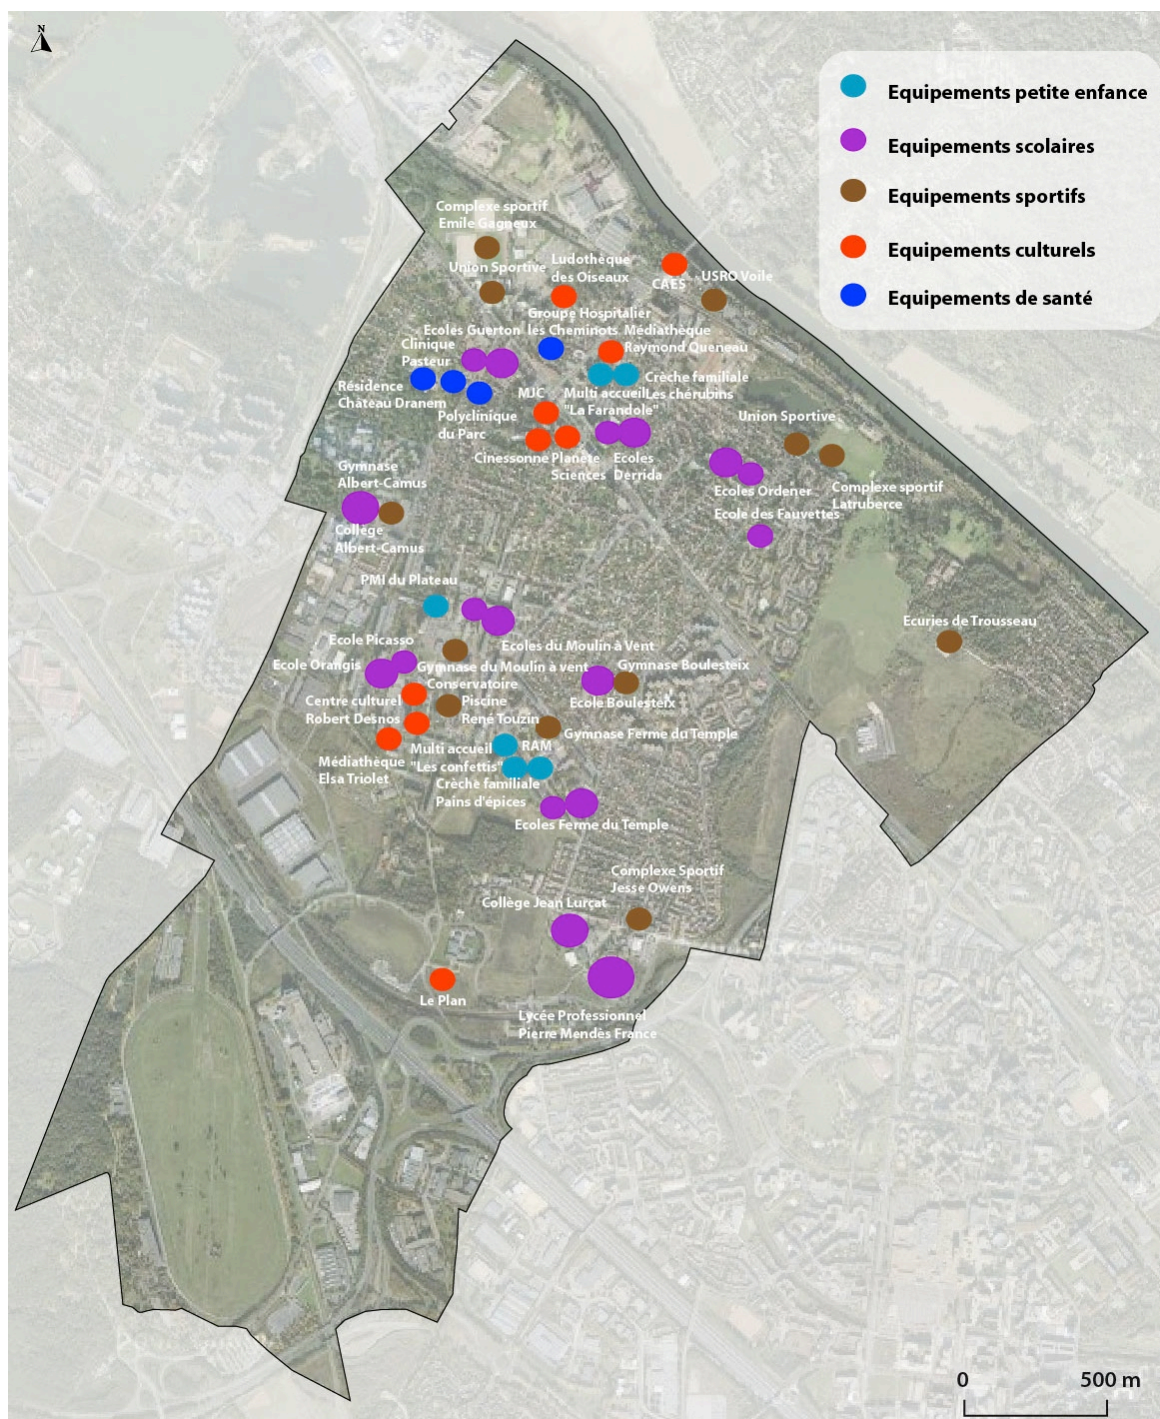 N
Equipements petite enfance
Equipements scolaires
Equipements sportifs
Equipements culturels
Equipements de santé
Complexe sportif
Emile Gagneux
Union Sportive
Ludothèque
des Oiseaux
CAES
USRO Voile
Groupe Hospitalier
les Cheminots
Médiathèque
Raymond Queneau
Ecoles Guerton
Clinique
Pasteur
Résidence
Château Dranem
Polyclinique
du Parc
MJC
Multi accueil
"La Farandole"
Crèche familiale
Les chérubins
Cinessonne
Planète
Sciences
Ecoles
Derrida
Union Sportive
Ecoles Ordener
Complexe sportif
Latruberce
Ecole des Fauvettes
Gymnase
Albert-Camus
Collège
Albert-Camus
PMI du Plateau
Ecoles du Moulin à Vent
Ecuries de Trousseau
Ecole Picasso
Ecole Orangis
Gymnase du Moulin à vent
Gymnase Boulesteix
Ecole Boulesteix
Conservatoire
Centre culturel
Robert Desnos
Piscine
René Touzin
Gymnase Ferme du Temple
Médiathèque
Elsa Triolet
Multi accueil
"Les confettis"
RAM
Crèche familiale
Pains d'épices
Ecoles Ferme du Temple
Complexe Sportif
Jesse Owens
Collège Jean Lurçat
Le Plan
Lycée Professionnel
Pierre Mendès France
0 500 m